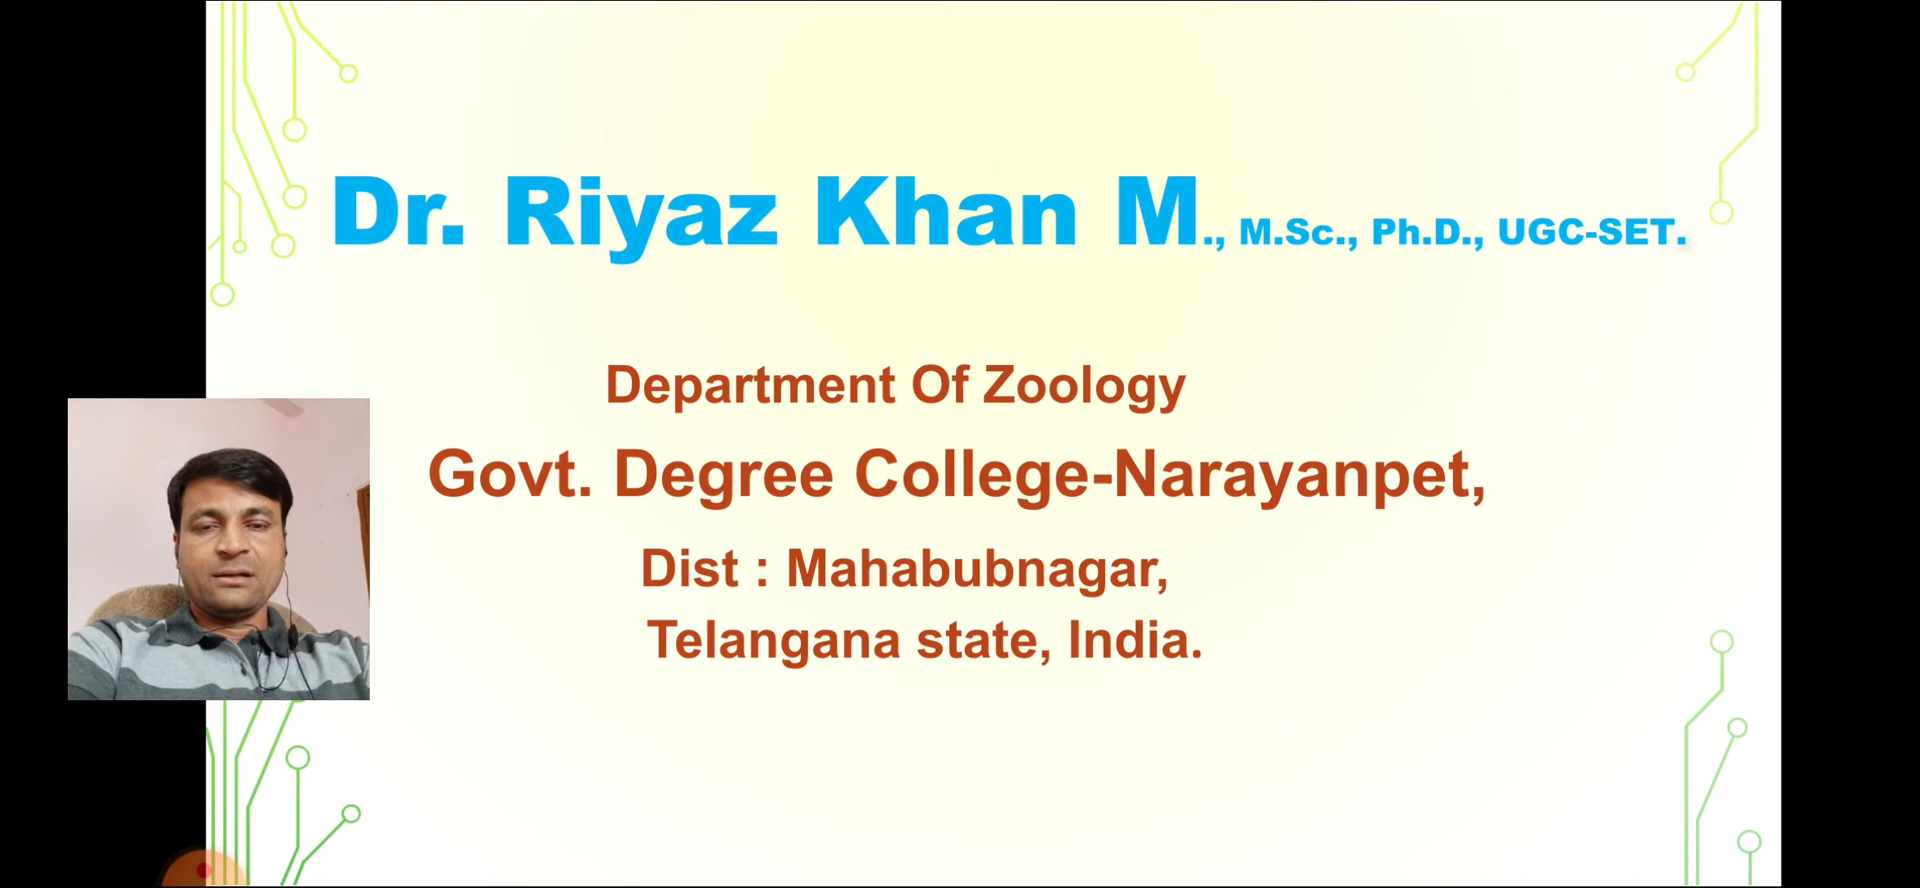 Dr. Riyaz Khan M., M.Sc., Ph.D., UGC-SET.
Department Of Zoology
Govt. Degree College-Narayanpet,
Dist : Mahabubnagar,
Telangana state, India.